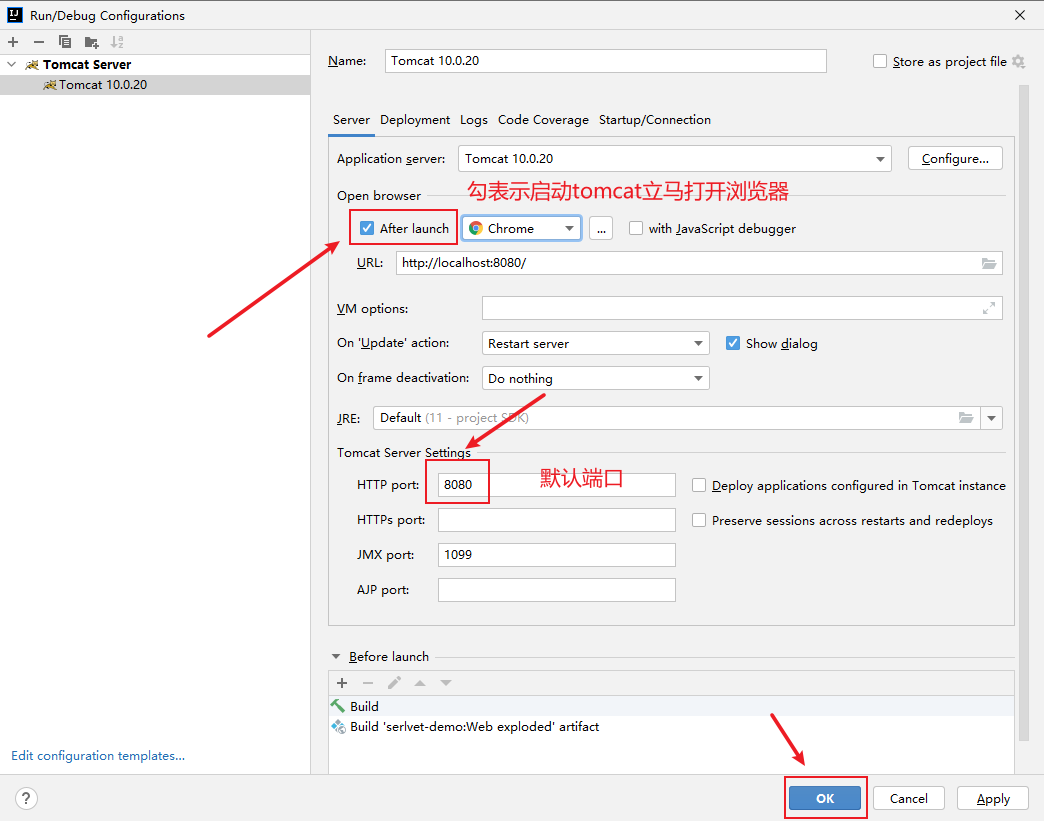 Run/Debug Configurations
Tomcat Server
Tomcat 10.0.20
Edit configuration templates...
Name: Tomcat 10.0.20 Store as project file
Server Deployment Logs Code Coverage Startup/Connection
Application server: Tomcat 10.0.20 Configure...
Open browser
勾表示启动tomcat立马打开浏览器
After launch Chrome ... with JavaScript debugger
URL: http://localhost:8080/
VM options:
On 'Update' action: Restart server Show dialog
On frame deactivation: Do nothing
JRE: Default (11 - project SDK)
Tomcat Server Settings
HTTP port: 8080 默认端口 Deploy applications configured in Tomcat instance
HTTPs port: Preserve sessions across restarts and redeploys
JMX port: 1099
AJP port:
Before launch
Build
Build 'serlvet-demo:Web exploded' artifact
? OK Cancel Apply